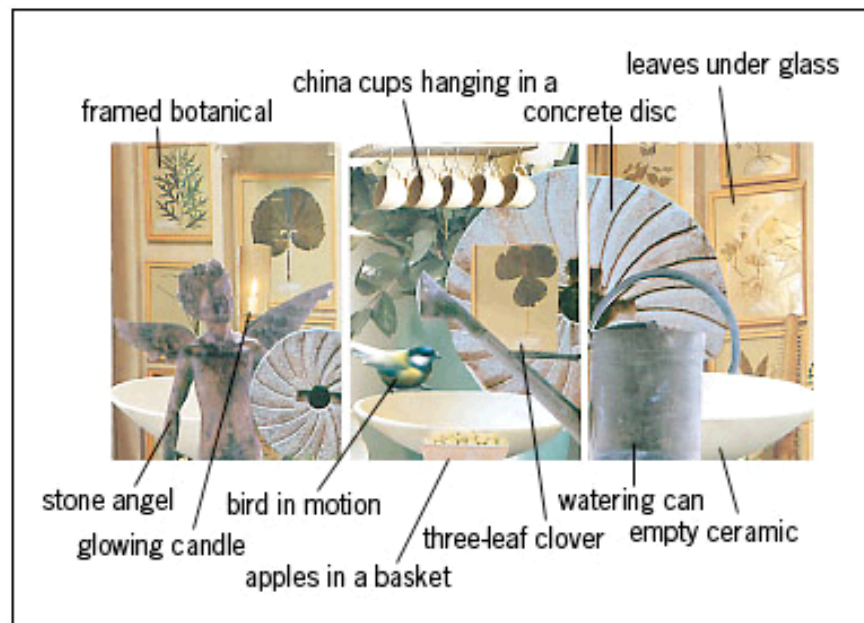 leaves under glass
china cups hanging in a
framed botanical
concrete disc
stone angel
bird in motion
watering can
glowing candle
three-leaf clover
empty ceramic
apples in a basket